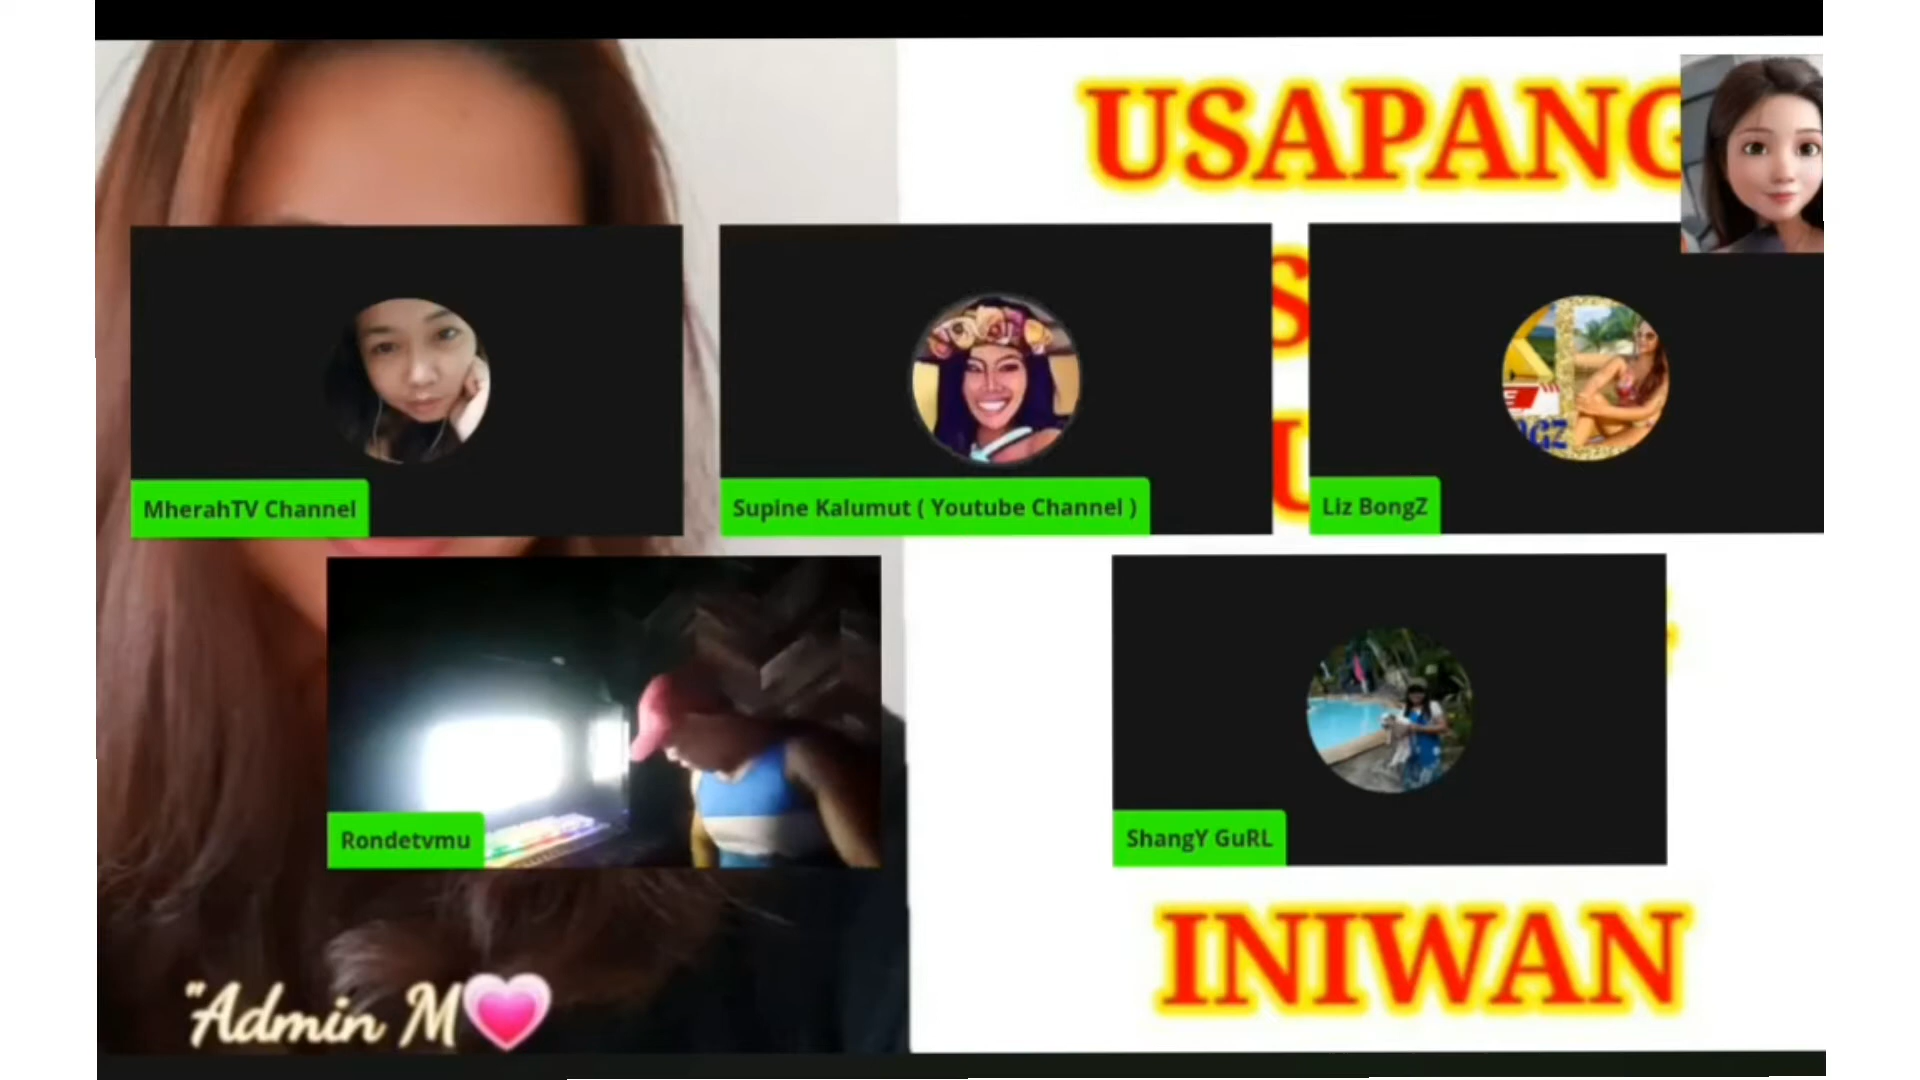 USAPANG
MherahTV Channel
Supine Kalumut ( Youtube Channel )
Liz BongZ
Rondetvmu
ShangY GuRL
INIWAN
"Admin M